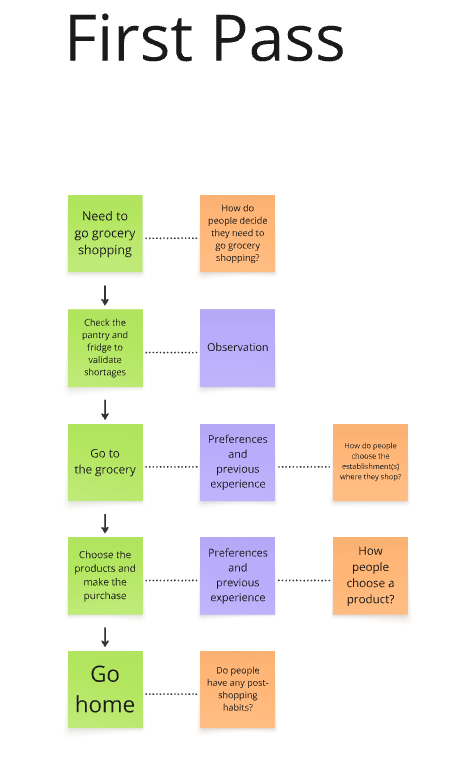 First Pass
Need to
go grocery
shopping
How do
people decide
they need to
go grocery
shopping?
Check the
pantry and
fridge to
validate
shortages
Observation
Go to
the grocery
Preferences
and
previous
experience
How do people
choose the
establishment(s)
where they shop?
Choose the
products and
make the
purchase
Preferences
and
previous
experience
How
people
choose a
product?
Go
home
Do people
have any post-
shopping
habits?